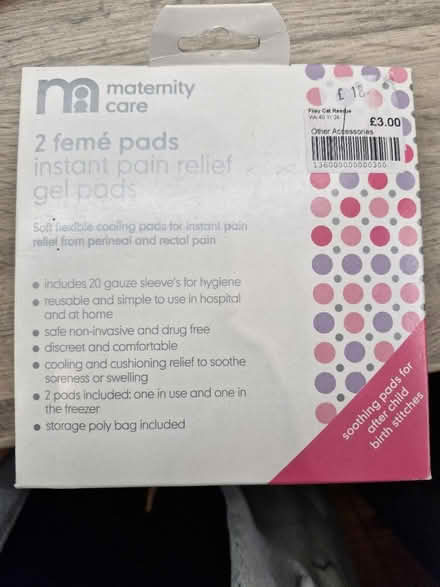 maternity
care
2 femé pads
instant pain relief
gel pads
Soft flexible cooling pads for instant pain
relief from perineal and rectal pain
● includes 20 gauze sleeve's for hygiene
● reusable and simple to use in hospital
and at home
● safe non-invasive and drug free
● discreet and comfortable
● cooling and cushioning relief to soothe
soreness or swelling
● 2 pads included: one in use and one in
the freezer
● storage poly bag included
£ 18
Filey Cat Rescue
£3.00
Other Accessories
soothing pads for
after child
birth stitches